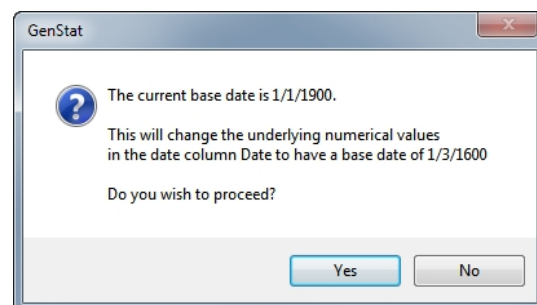 GenStat
The current base date is 1/1/1900.
This will change the underlying numerical values
in the date column Date to have a base date of 1/3/1600
Do you wish to proceed?
Yes No